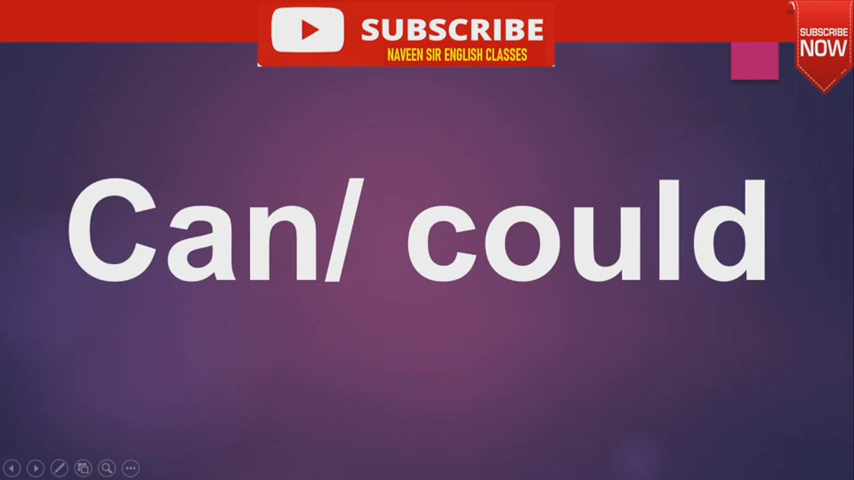 SUBSCRIBE
NAVEEN SIR ENGLISH CLASSES
SUBSCRIBE
NOW
Can/ could